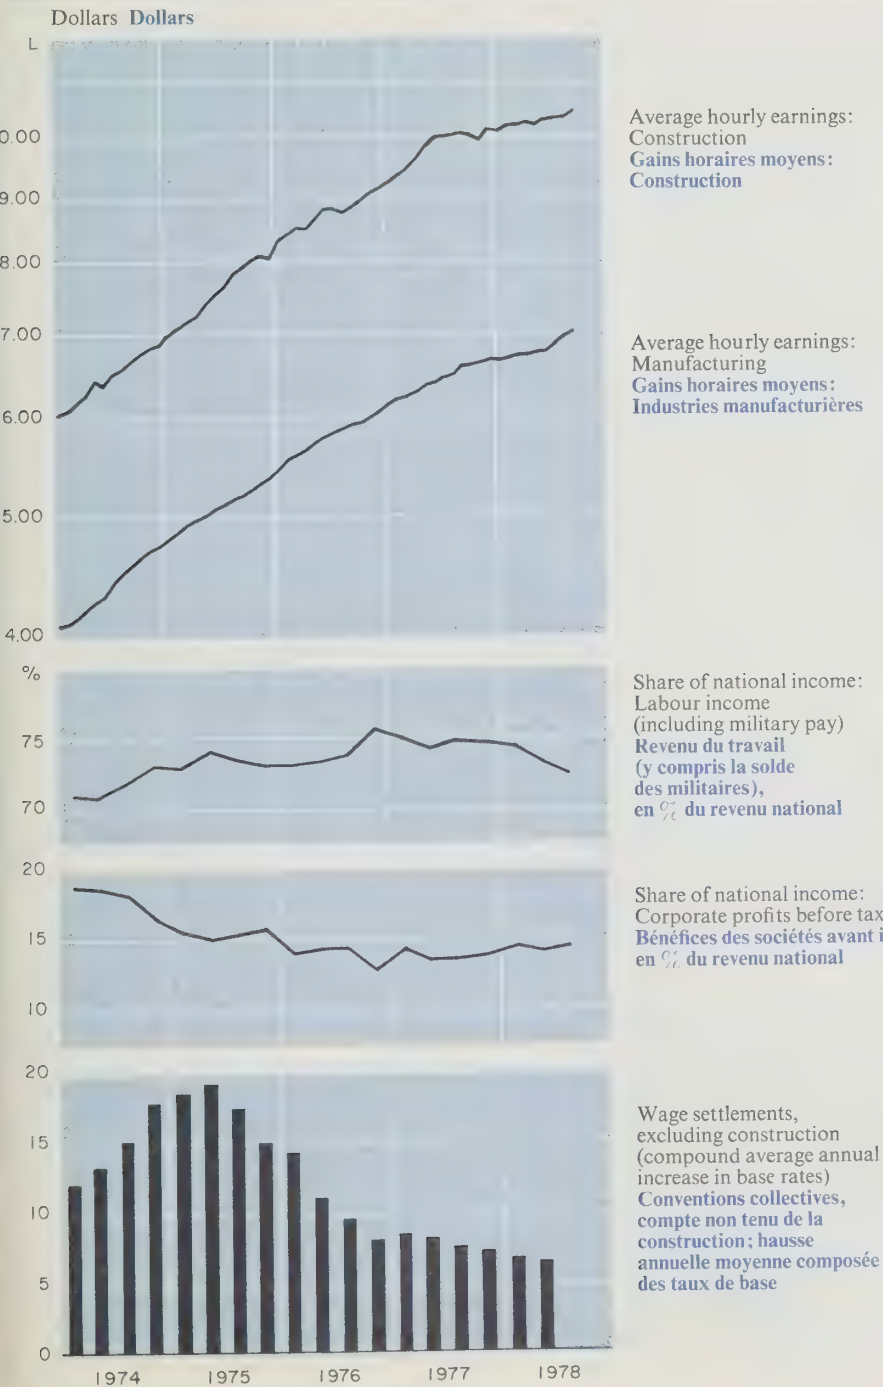 Dollars Dollars
L
0.00
9.00
8.00
7.00
6.00
5.00
4.00
Average hourly earnings:
Construction
Gains horaires moyens:
Construction
Average hourly earnings:
Manufacturing
Gains horaires moyens:
Industries manufacturières
%
75
70
Share of national income:
Labour income
(including military pay)
Revenu du travail
(y compris la solde
des militaires),
en % du revenu national
20
15
10
Share of national income:
Corporate profits before tax
Bénéfices des sociétés avant i
en % du revenu national
20
15
10
5
0
Wage settlements,
excluding construction
(compound average annual
increase in base rates)
Conventions collectives,
compte non tenu de la
construction; hausse
annuelle moyenne composée
des taux de base
1974 1975 1976 1977 1978